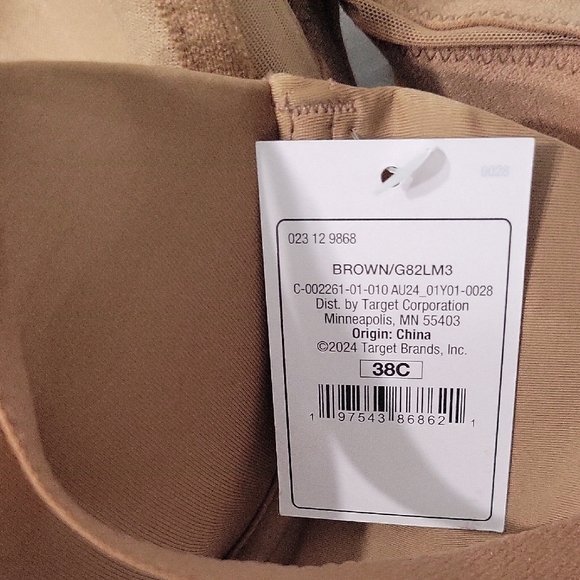 9028
023 12 9868
BROWN/G82LM3
C-002261-01-010 AU24_01Y01-0028
Dist. by Target Corporation
Minneapolis, MN 55403
Origin: China
©2024 Target Brands, Inc.
38C
1 97543 86862 1